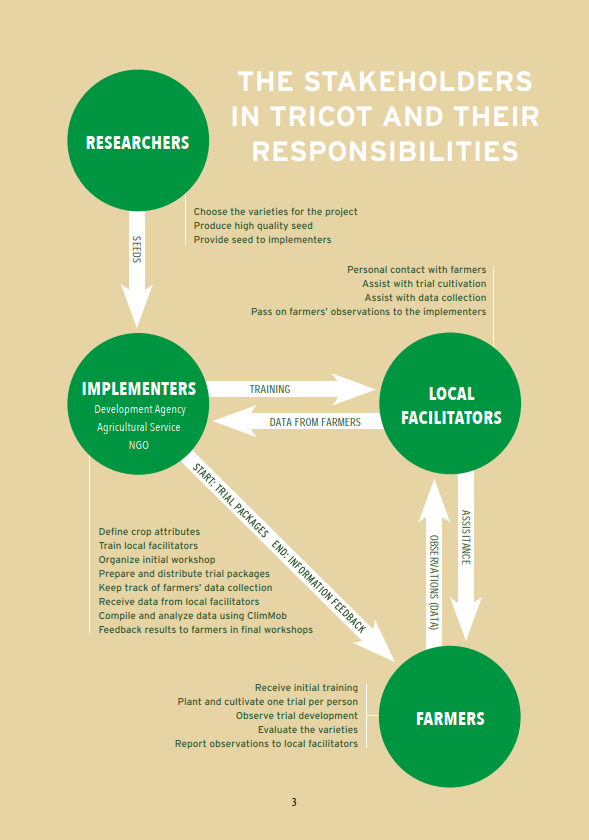 THE STAKEHOLDERS
IN TRICOT AND THEIR
RESPONSIBILITIES
RESEARCHERS
Choose the varieties for the project
Produce high quality seed
Provide seed to implementers
SEEDS
Personal contact with farmers
Assist with trial cultivation
Assist with data collection
Pass on farmers’ observations to the implementers
IMPLEMENTERS
Development Agency
Agricultural Service
NGO
TRAINING
DATA FROM FARMERS
LOCAL
FACILITATORS
START: TRIAL PACKAGES END: INFORMATION FEEDBACK
OBSERVATIONS (DATA)
ASSISTANCE
Define crop attributes
Train local facilitators
Organize initial workshop
Prepare and distribute trial packages
Keep track of farmers’ data collection
Receive data from local facilitators
Compile and analyze data using ClimMob
Feedback results to farmers in final workshops
Receive initial training
Plant and cultivate one trial per person
Observe trial development
Evaluate the varieties
Report observations to local facilitators
FARMERS
3